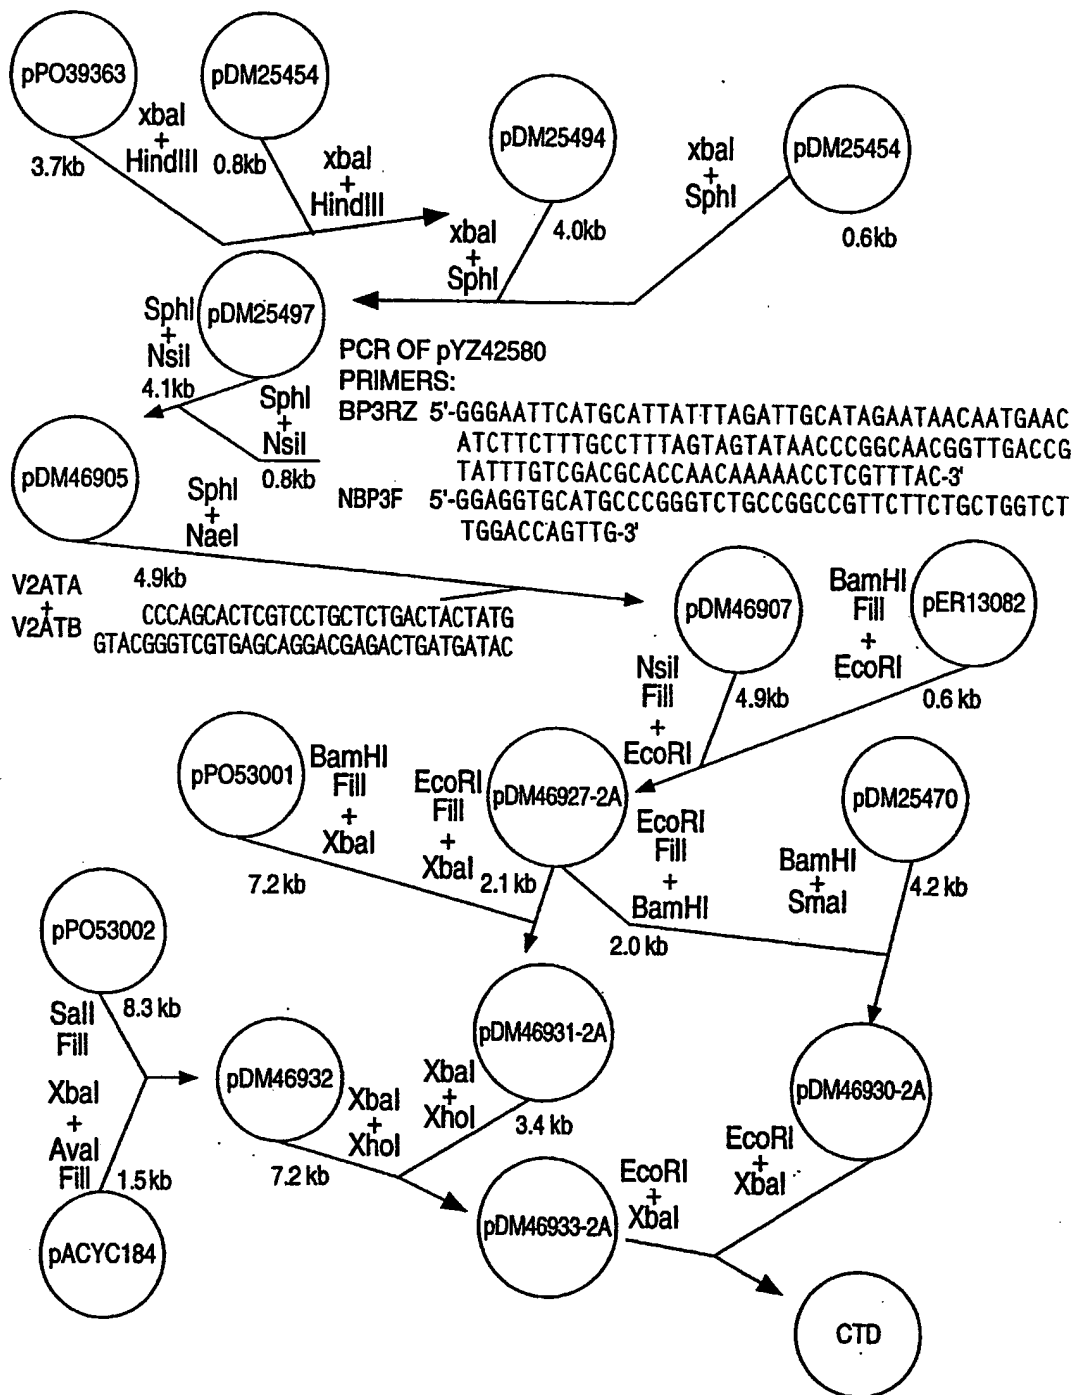 pPO39363
pDM25454
xbaI
+
HindIII
3.7kb
0.8kb
xbaI
+
HindIII
pDM25494
xbaI
+
SphI
pDM25454
xbaI
+
SphI
4.0kb
0.6kb
SphI
+
NsiI
pDM25497
4.1kb
SphI
+
NsiI
0.8kb
PCR OF pYZ42580
PRIMERS:
BP3RZ 5'-GGGAATTCATGCATTATTTAGATTGCATAGAATAACAATGAAC
ATCTTCTTTGCCTTTAGTAGTATAACCCGGCAACGGTTGACCG
TATTTGTCGACGCACCAACAAAAACCTCGTTTAC-3'
NBP3F 5'-GGAGGTGCATGCCCGGGTCTGCCGGCCGTTCTTCTGCTGGTCT
TGGACCAGTTG-3'
pDM46905
SphI
+
NaeI
4.9kb
V2ATA
+
V2ATB
CCCAGCACTCGTCCTGCTCTGACTACTATG
GTACGGGTCGTGAGCAGGACGAGACTGATGATAC
pDM46907
BamHI
Fill
+
EcoRI
pER13082
NsiI
Fill
+
EcoRI
4.9kb
0.6 kb
pPO53001
BamHI
Fill
+
XbaI
EcoRI
Fill
+
XbaI
pDM46927-2A
EcoRI
Fill
+
BamHI
pDM25470
BamHI
+
SmaI
7.2 kb
2.1 kb
2.0 kb
4.2 kb
pPO53002
8.3 kb
SalI
Fill
XbaI
+
AvaI
Fill
1.5kb
pACYC184
pDM46932
XbaI
+
XhoI
7.2 kb
pDM46931-2A
XbaI
+
XhoI
3.4 kb
pDM46930-2A
EcoRI
+
XbaI
pDM46933-2A
EcoRI
+
XbaI
CTD